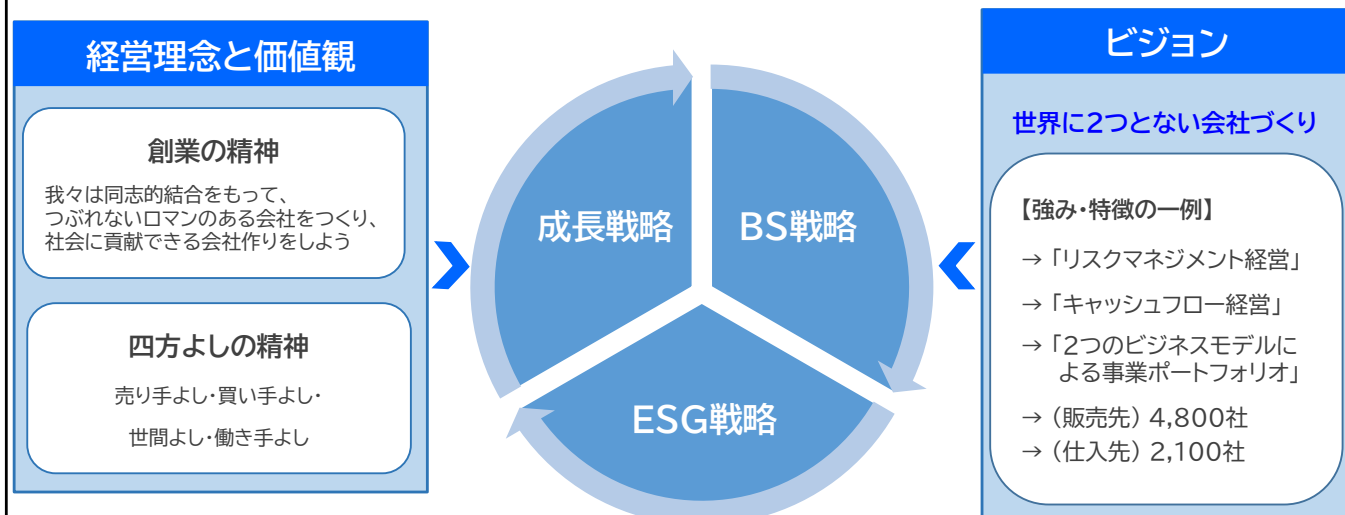 経営理念と価値観
創業の精神
我々は同志的結合をもって、
つぶれないロマンのある会社をつくり、
社会に貢献できる会社作りをしよう
四方よしの精神
売り手よし・買い手よし・
世間よし・働き手よし
成長戦略
BS戦略
ESG戦略
ビジョン
世界に2つとない会社づくり
【強み・特徴の一例】
→「リスクマネジメント経営」
→「キャッシュフロー経営」
→「2つのビジネスモデルに
よる事業ポートフォリオ」
→（販売先）4,800社
→（仕入先）2,100社